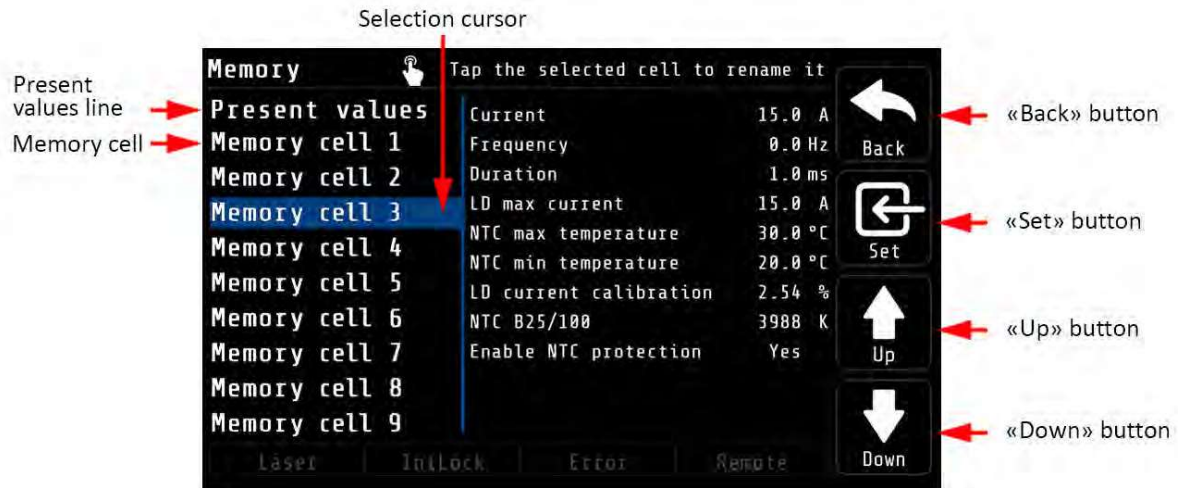 Selection cursor
Memory
Tap the selected cell to rename it
Present
values line
Memory cell
Present values
Memory cell 1
Memory cell 2
Memory cell 3
Memory cell 4
Memory cell 5
Memory cell 6
Memory cell 7
Memory cell 8
Memory cell 9
Current 15.0 A
Frequency 0.0 Hz
Duration 1.0 ms
LD max current 15.0 A
NTC max temperature 30.0 °C
NTC min temperature 20.0 °C
LD current calibration 2.54 %
NTC B25/100 3988 K
Enable NTC protection Yes
Back
Set
Up
Down
«Back» button
«Set» button
«Up» button
«Down» button
Laser
IntLock
Error
Remote